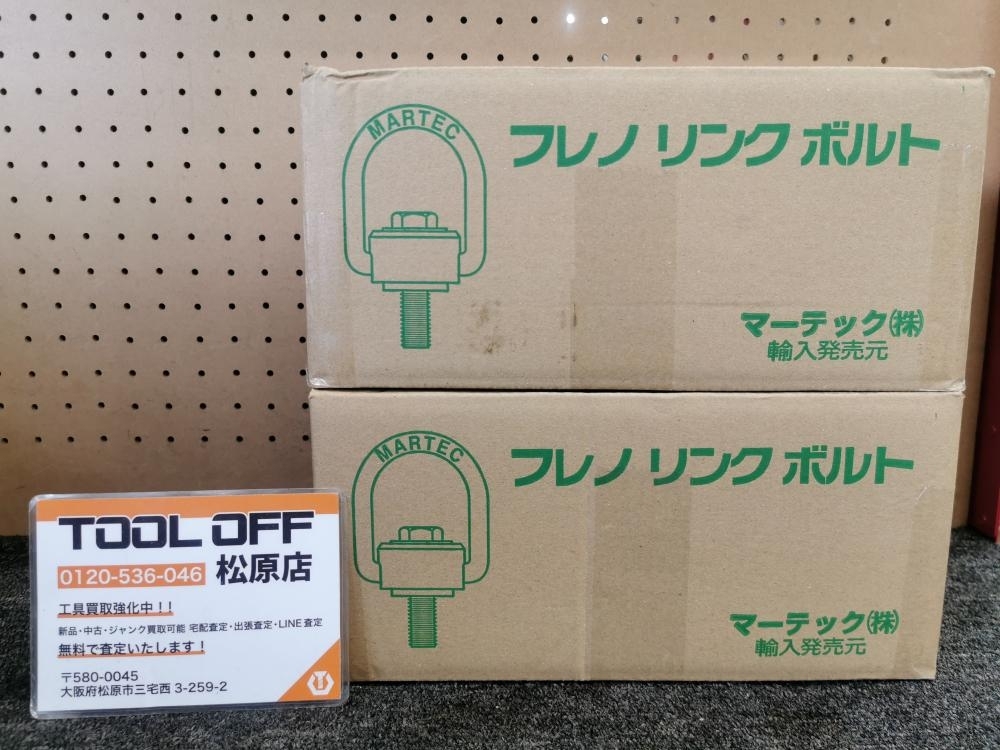 MARTEC
フレノ リンク ボルト
マーテック㈱
輸入発売元
MARTEC
フレノ リンク ボルト
マーテック㈱
輸入発売元
TOOL OFF
0120-536-046 松原店
工具買取強化中！！
新品・中古・ジャンク買取可能 宅配査定・出張査定・LINE査定
無料で査定いたします！
〒580-0045
大阪府松原市三宅西 3-259-2